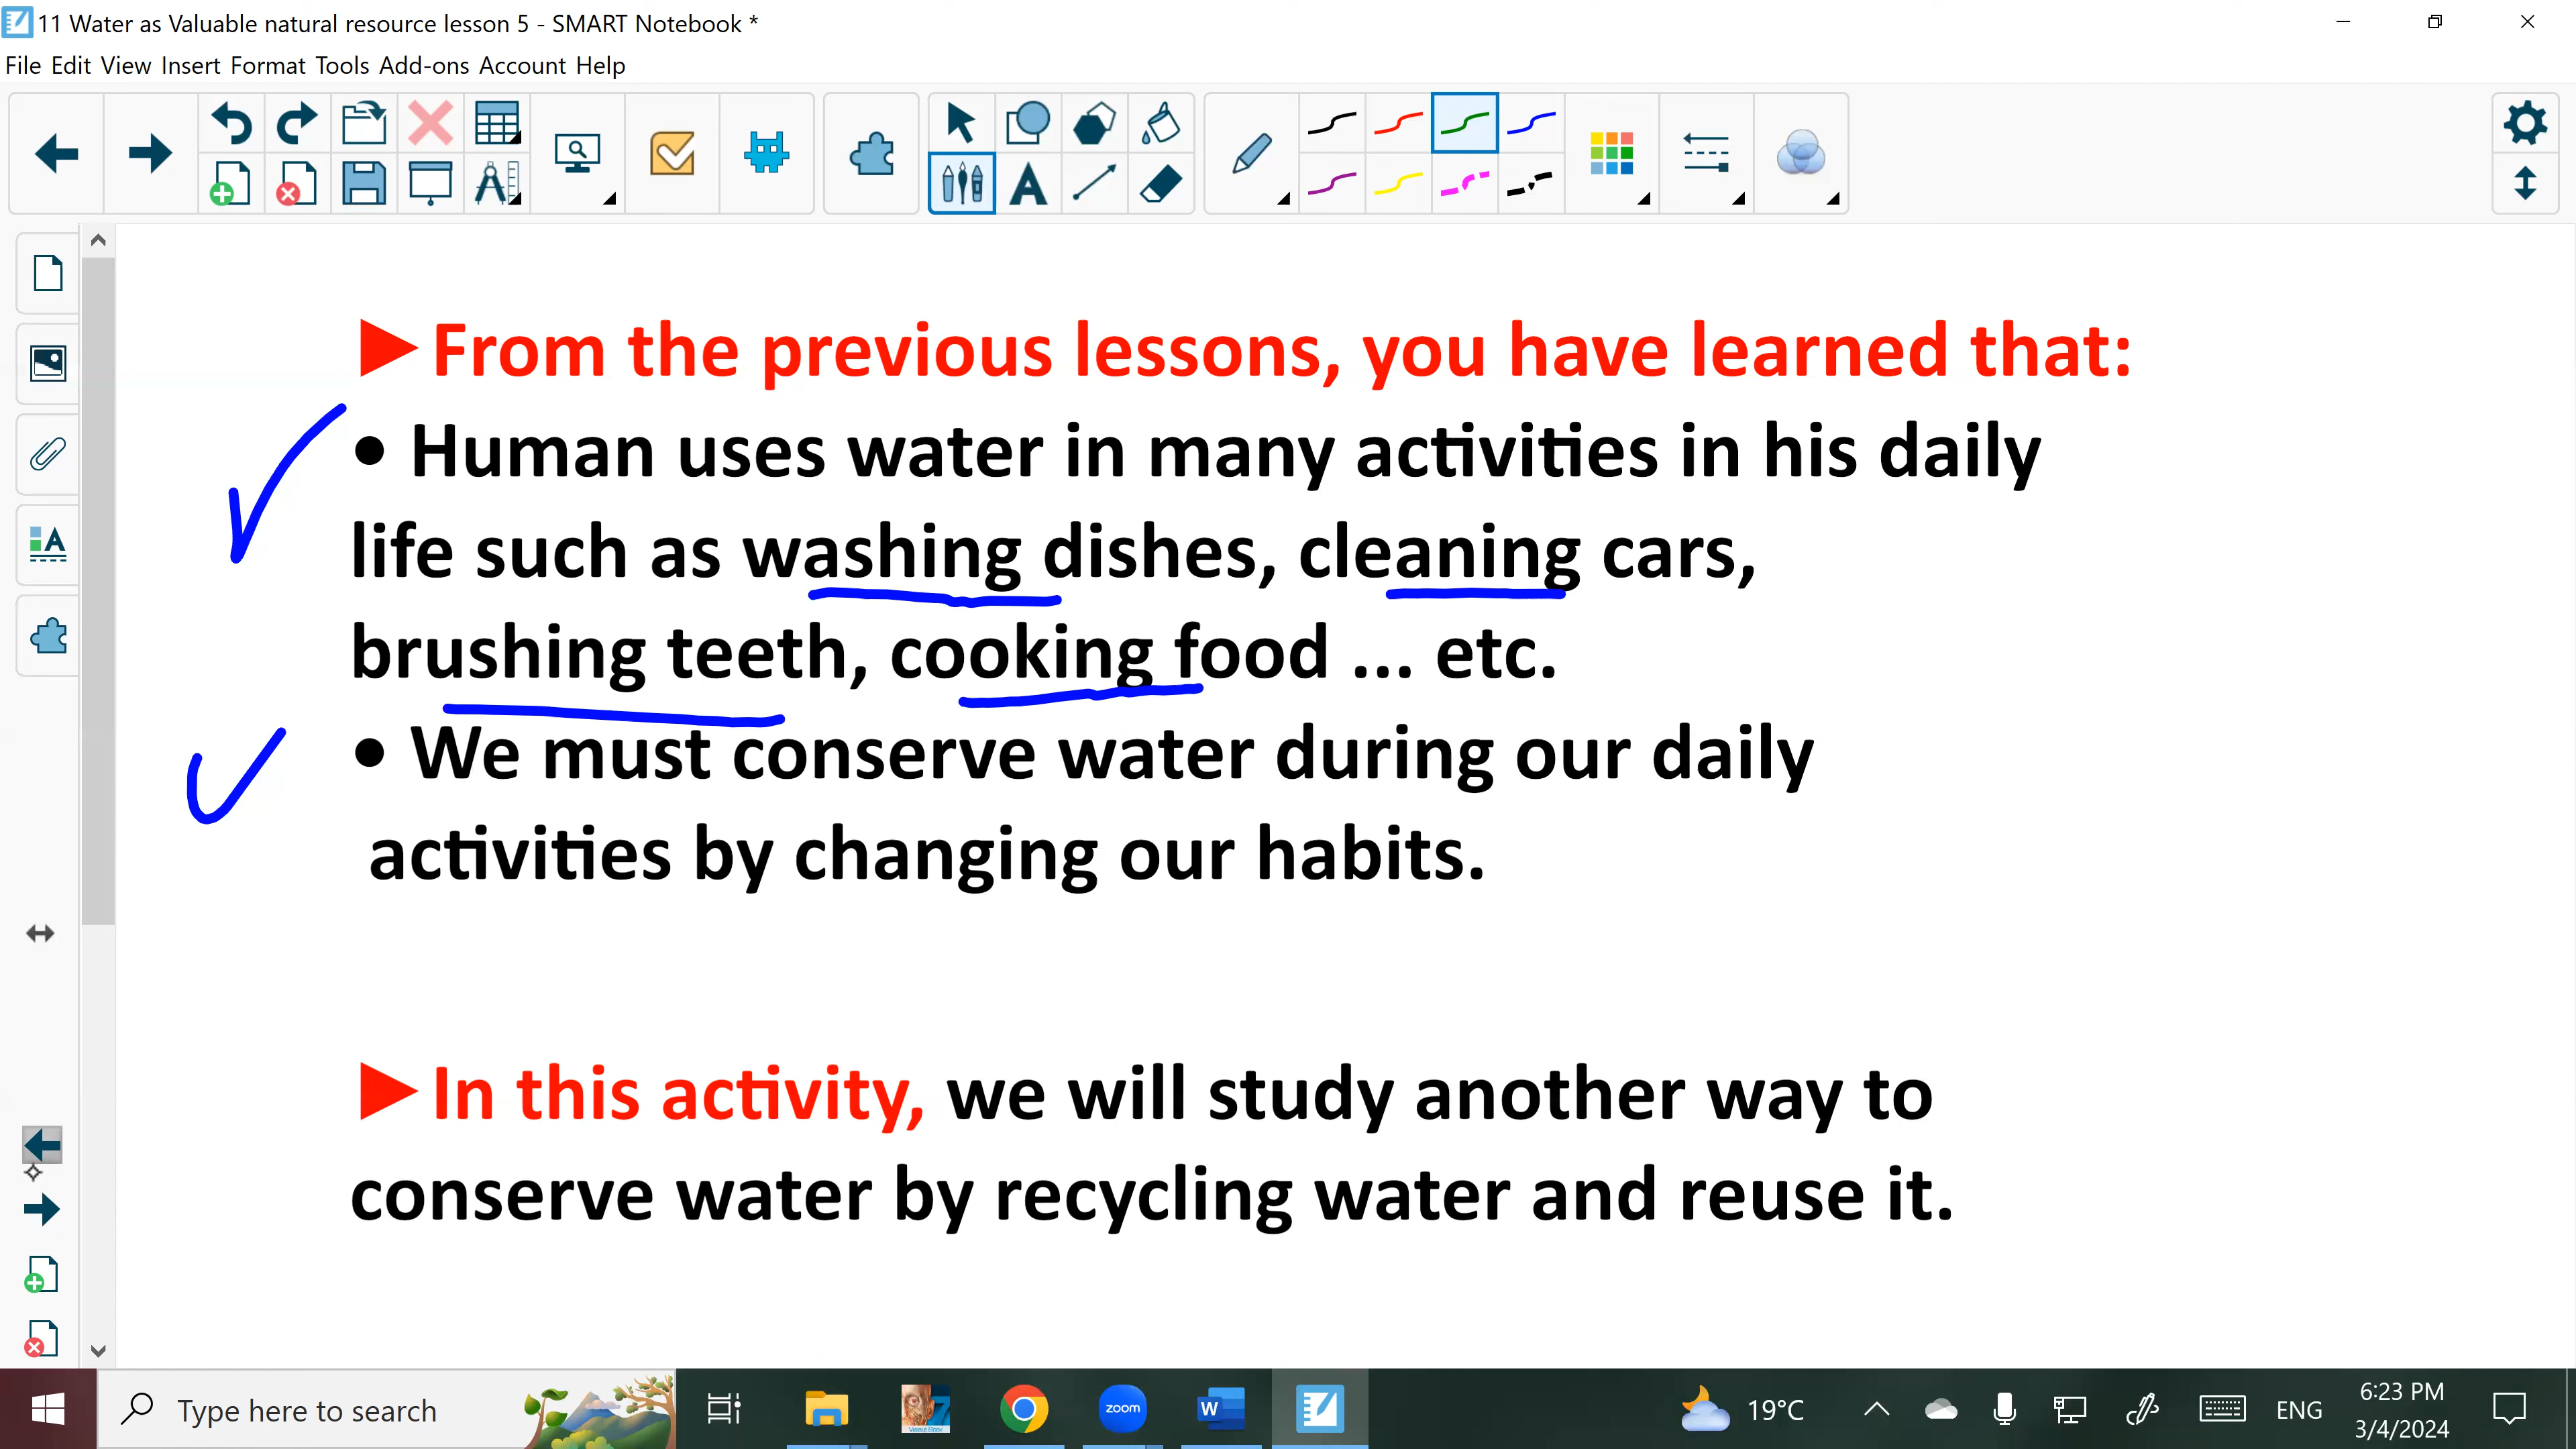 11 Water as Valuable natural resource lesson 5 - SMART Notebook *
File Edit View Insert Format Tools Add-ons Account Help
►From the previous lessons, you have learned that:
• Human uses water in many activities in his daily
life such as washing dishes, cleaning cars,
brushing teeth, cooking food ... etc.
• We must conserve water during our daily
activities by changing our habits.
►In this activity, we will study another way to
conserve water by recycling water and reuse it.
Type here to search
zoom
W
19°C
ENG
6:23 PM
3/4/2024